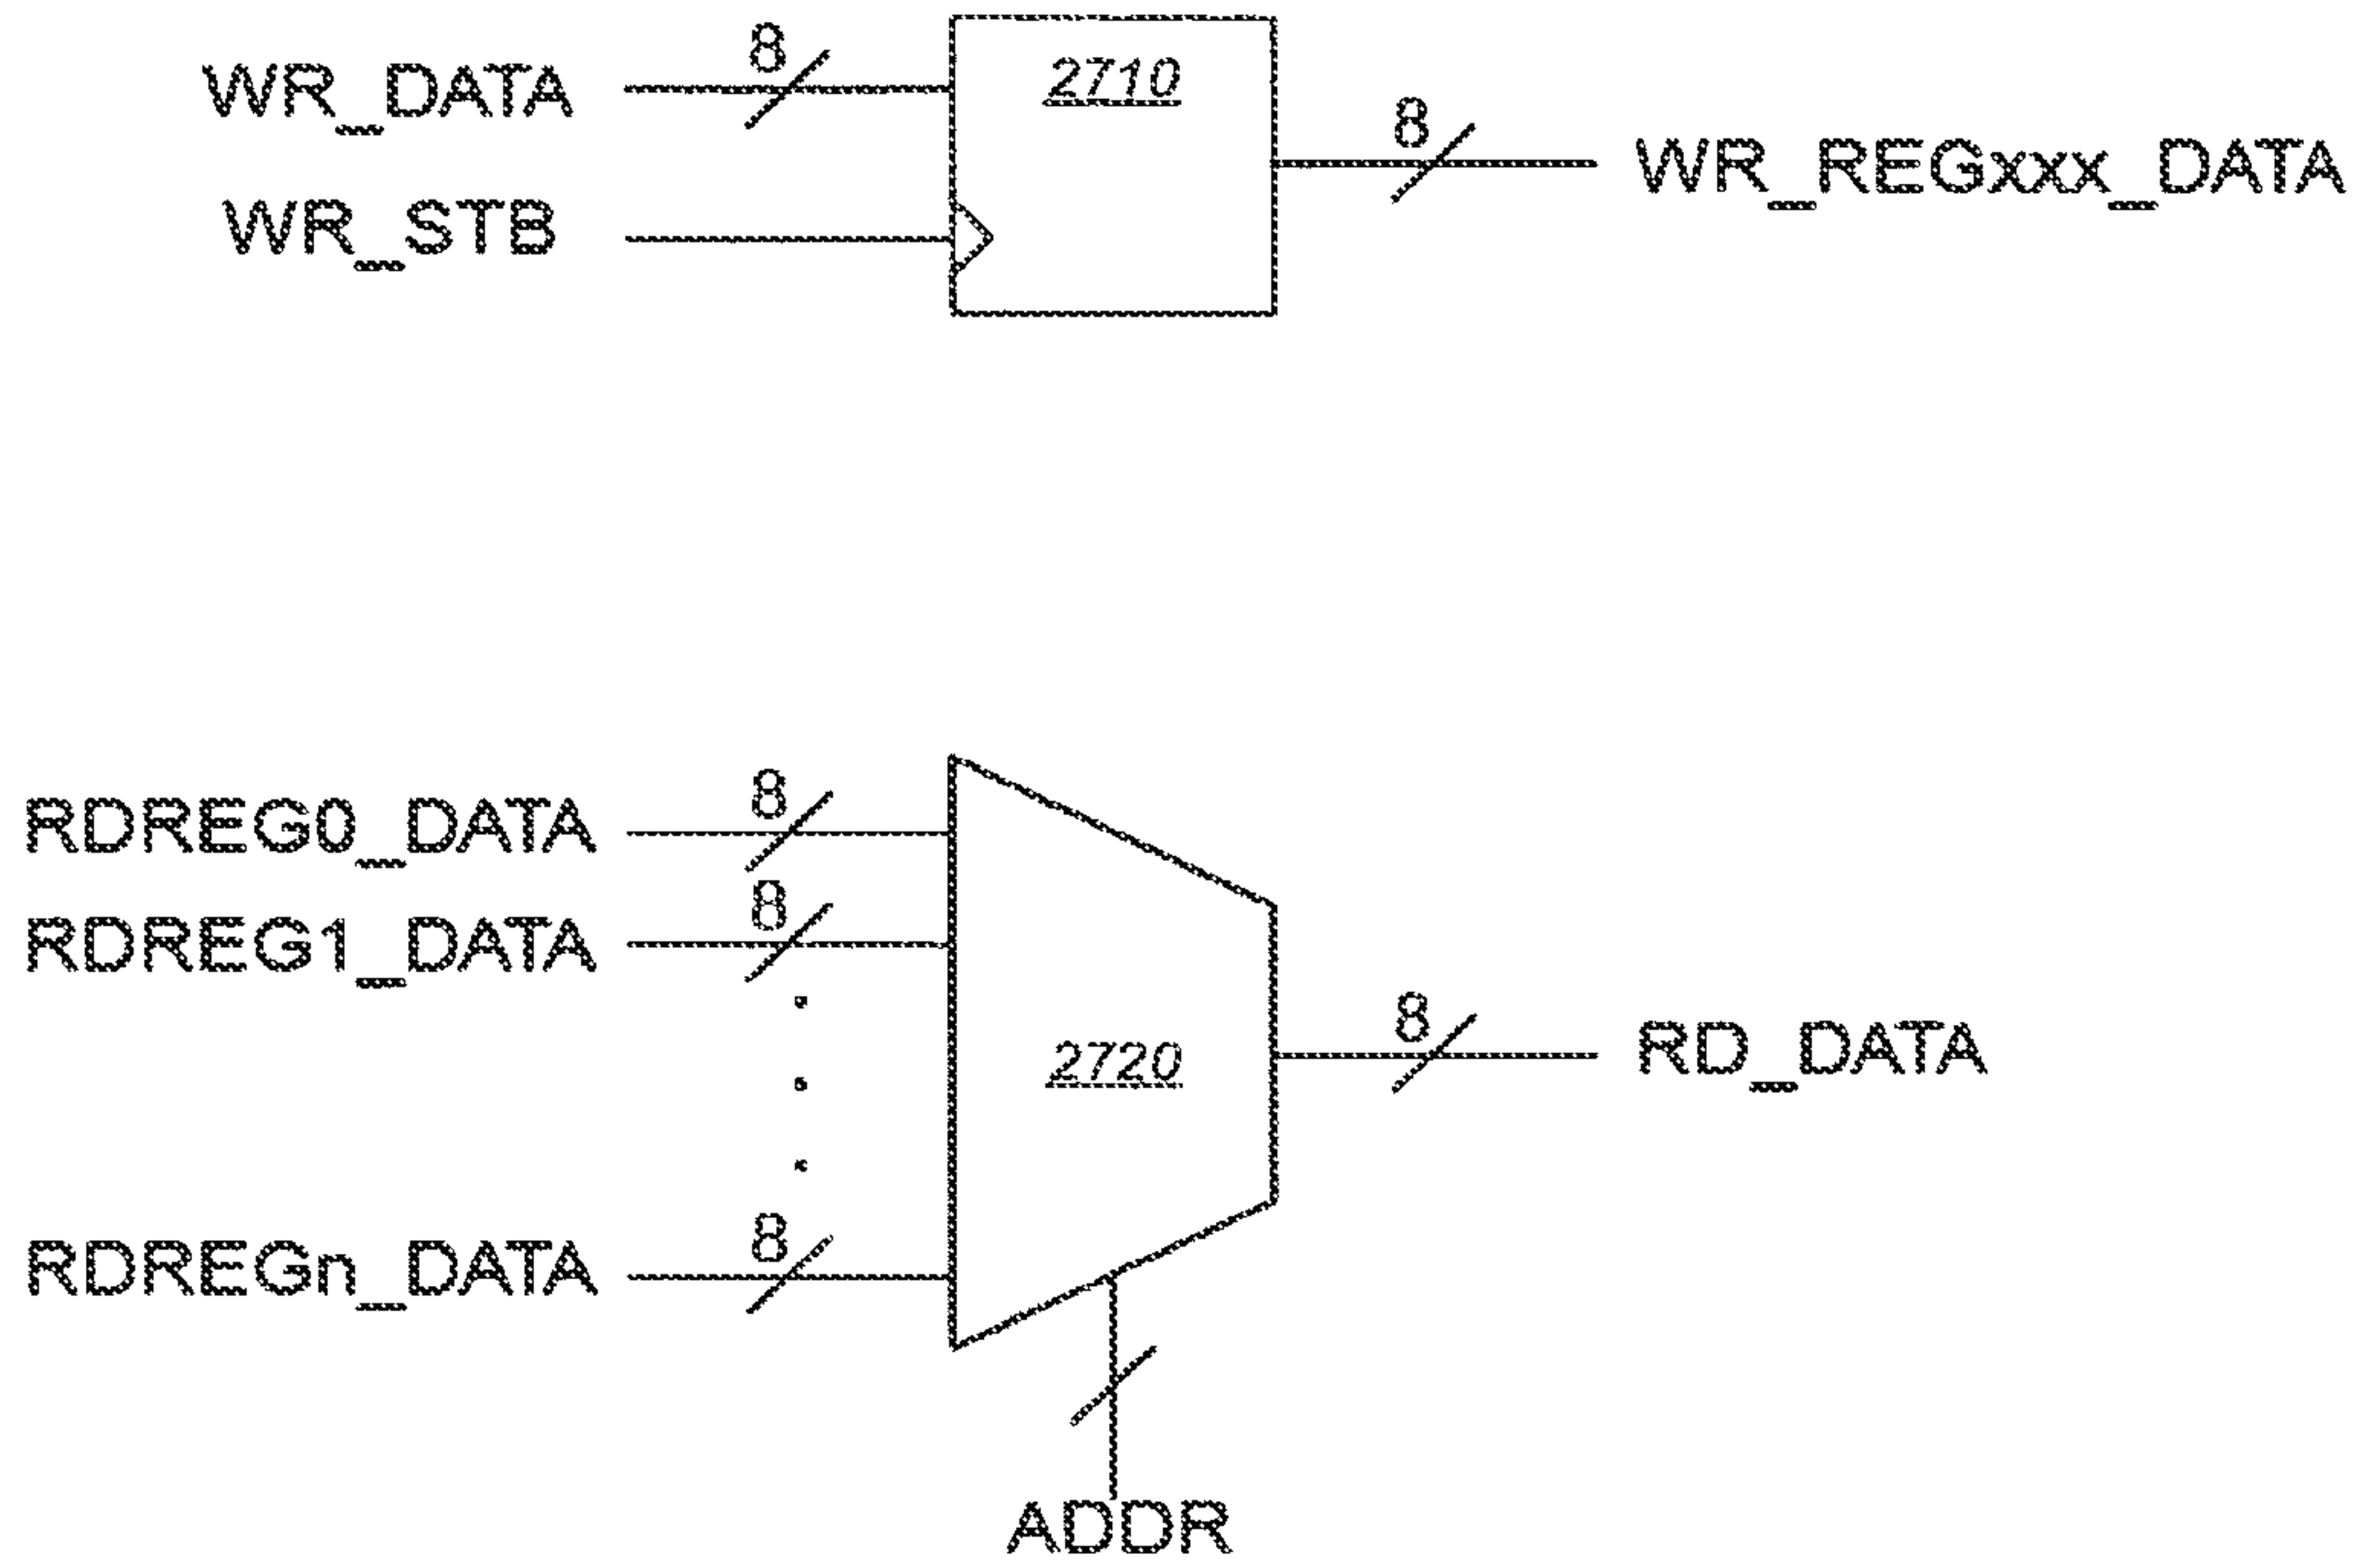 8
WR_DATA
2710
8
WR_REGxxx_DATA
WR_STB
8
RDREG0_DATA
8
RDREG1_DATA
8
RD_DATA
2720
8
RDREGn_DATA
ADDR